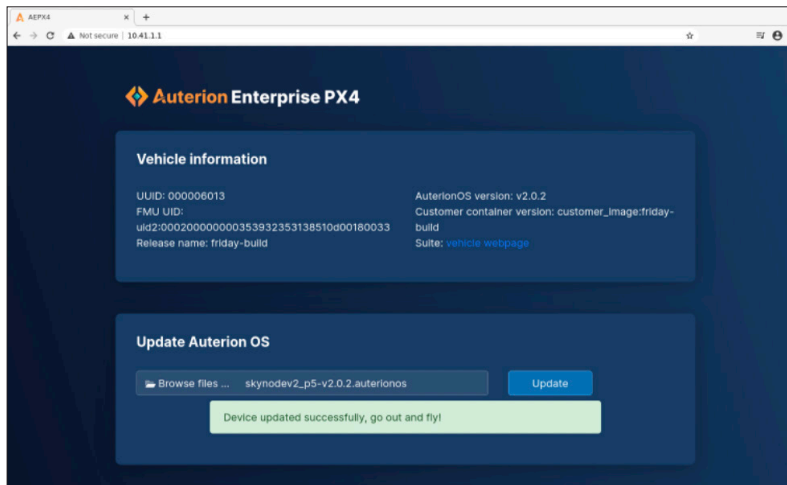 AEPX4
Not secure | 10.41.1.1
Auterion Enterprise PX4
Vehicle information
UUID: 000006013
FMU UID:
uid2:0002000000003539323531385​10d00180033
Release name: friday-build
AuterionOS version: v2.0.2
Customer container version: customer_image:friday-
build
Suite: vehicle webpage
Update Auterion OS
Browse files ... skynodev2_p5-v2.0.2.auterionos
Update
Device updated successfully, go out and fly!